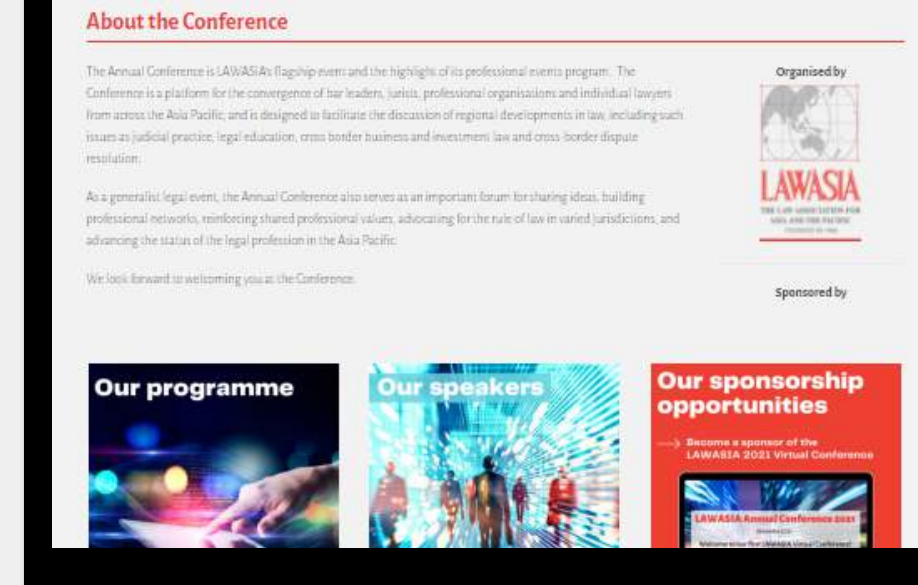 About the Conference
The Annual Conference is LAWASIA's flagship event and the highlight of its professional events program. The
Conference is a platform for the convergence of bar leaders, jurists, professional organisations and individual lawyers
from across the Asia Pacific, and is designed to facilitate the discussion of regional developments in law, including such
issues as judicial practice, legal education, cross border business and investment law and cross-border dispute
resolution.
As a generalist legal event, the Annual Conference also serves as an important forum for sharing ideas, building
professional networks, reinforcing shared professional values, advocating for the rule of law in varied jurisdictions, and
advancing the status of the legal profession in the Asia Pacific.
We look forward to welcoming you at the Conference.
Organised by
LAWASIA
THE LAW ASSOCIATION FOR
ASIA AND THE PACIFIC
Sponsored by
Our programme
Our speakers
Our sponsorship
opportunities
Become a sponsor of the
LAWASIA 2021 Virtual Conference
LAWASIA Annual Conference 2021
Welcome to our first LAWASIA Virtual Conference!